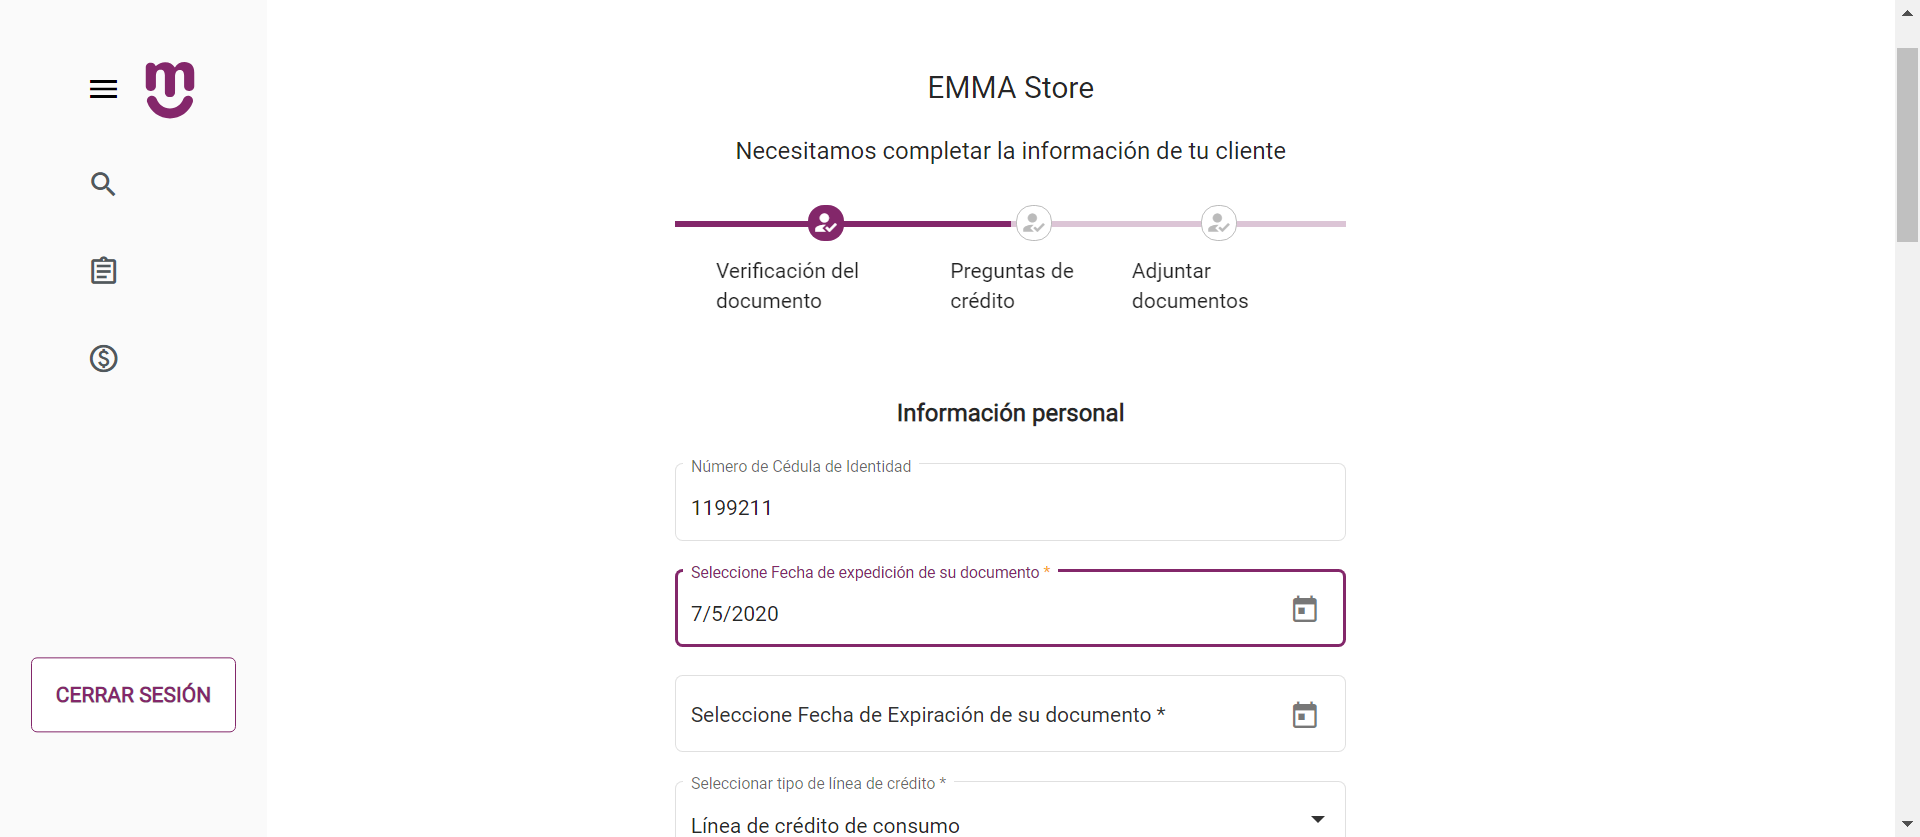 EMMA Store
Necesitamos completar la información de tu cliente
Verificación del
documento
Preguntas de
crédito
Adjuntar
documentos
Información personal
Número de Cédula de Identidad
1199211
Seleccione Fecha de expedición de su documento *
7/5/2020
Seleccione Fecha de Expiración de su documento *
Seleccionar tipo de línea de crédito *
Línea de crédito de consumo
CERRAR SESIÓN